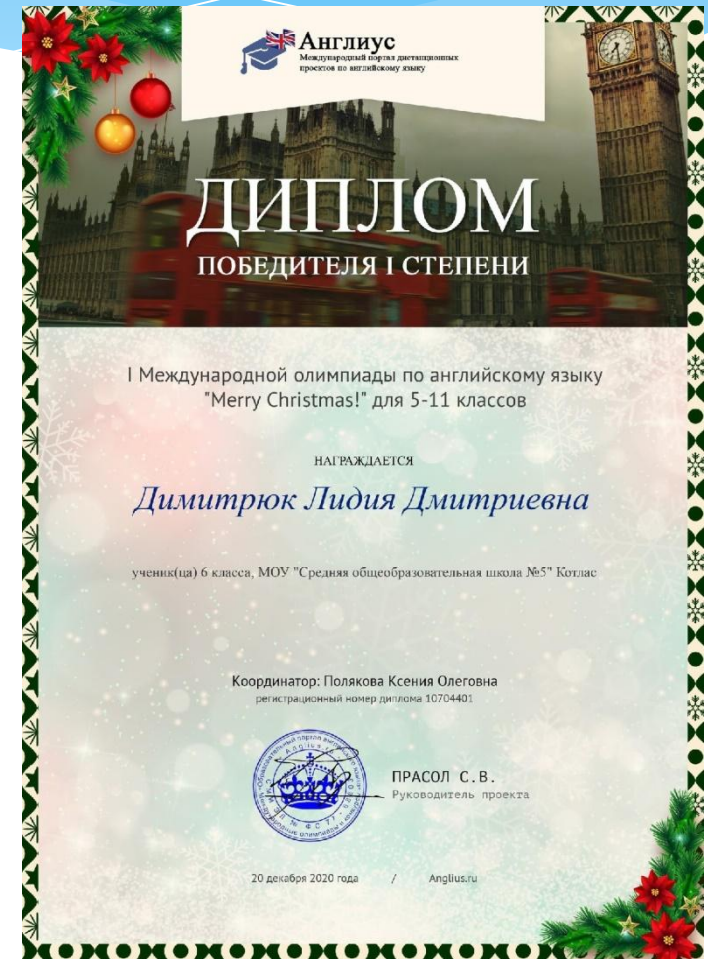 Англиус
Международный портал дистанционных
проектов по английскому языку
ДИПЛОМ
ПОБЕДИТЕЛЯ I СТЕПЕНИ
I Международной олимпиады по английскому языку
"Merry Christmas!" для 5-11 классов
НАГРАЖДАЕТСЯ
Димитрюк Лидия Дмитриевна
ученик(ца) 6 класса, МОУ "Средняя общеобразовательная школа №5" Котлас
Координатор: Полякова Ксения Олеговна
регистрационный номер диплома 10704401
ПРАСОЛ С.В.
Руководитель проекта
20 декабря 2020 года / Anglius.ru